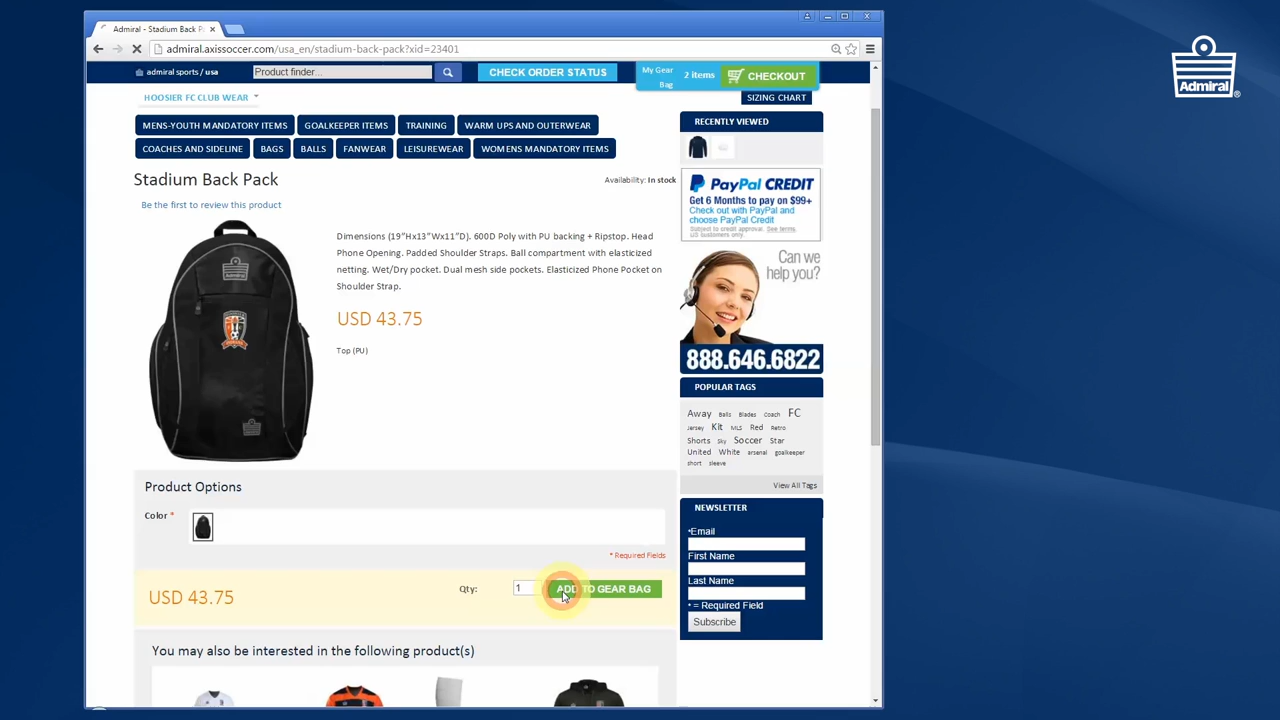 Admiral - Stadium Back P
admiral.axissoccer.com/usa_en/stadium-back-pack?xid=23401
admiral sports / usa
Product finder...
CHECK ORDER STATUS
My Gear Bag
2 items
CHECKOUT
Admiral
HOOSIER FC CLUB WEAR
SIZING CHART
MENS-YOUTH MANDATORY ITEMS
GOALKEEPER ITEMS
TRAINING
WARM UPS AND OUTERWEAR
COACHES AND SIDELINE
BAGS
BALLS
FANWEAR
LEISUREWEAR
WOMENS MANDATORY ITEMS
Stadium Back Pack
Availability: In stock
Be the first to review this product
Admiral
Dimensions (19"Hx13"Wx11"D). 600D Poly with PU backing + Ripstop. Head
Phone Opening. Padded Shoulder Straps. Ball compartment with elasticized
netting. Wet/Dry pocket. Dual mesh side pockets. Elasticized Phone Pocket on
Shoulder Strap.
USD 43.75
Top (PU)
Product Options
Color *
* Required Fields
USD 43.75
Qty:
1
ADD TO GEAR BAG
You may also be interested in the following product(s)
RECENTLY VIEWED
PayPal CREDIT
Get 6 Months to pay on $99+
Check out with PayPal and
choose PayPal Credit
Subject to credit approval. See terms.
US customers only.
Can we
help you?
888.646.6822
POPULAR TAGS
Away Balls Blades Coach FC
Jersey Kit MLS Red Retro
Shorts Sky Soccer Star
United White arsenal goalkeeper
short sleeve
View All Tags
NEWSLETTER
*Email
First Name
Last Name
* = Required Field
Subscribe